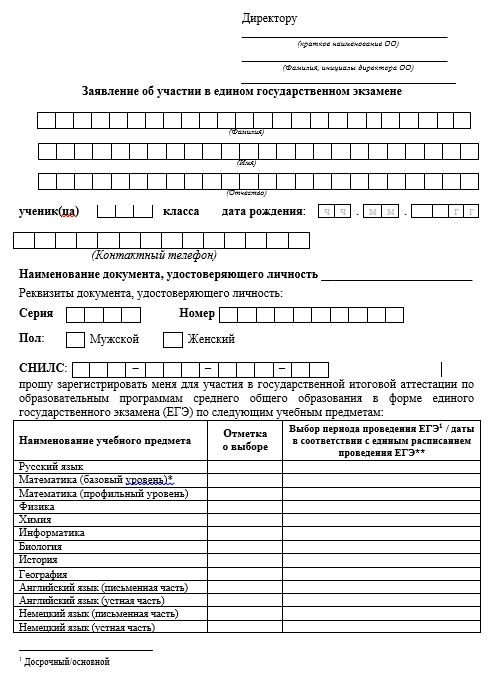 Директору
(краткое наименование ОО)
(Фамилия, инициалы директора ОО)
Заявление об участии в едином государственном экзамене
(Фамилия)
(Имя)
(Отчество)
ученик(ца) класса дата рождения: ч ч . м м . г г
(Контактный телефон)
Наименование документа, удостоверяющего личность
Реквизиты документа, удостоверяющего личность:
Серия Номер
Пол: Мужской Женский
СНИЛС: – – –
прошу зарегистрировать меня для участия в государственной итоговой аттестации по
образовательным программам среднего общего образования в форме единого
государственного экзамена (ЕГЭ) по следующим учебным предметам:
Наименование учебного предмета
Отметка
о выборе
Выбор периода проведения ЕГЭ¹ / даты
в соответствии с единым расписанием
проведения ЕГЭ**
Русский язык
Математика (базовый уровень)*
Математика (профильный уровень)
Физика
Химия
Информатика
Биология
История
География
Английский язык (письменная часть)
Английский язык (устная часть)
Немецкий язык (письменная часть)
Немецкий язык (устная часть)
¹ Досрочный/основной